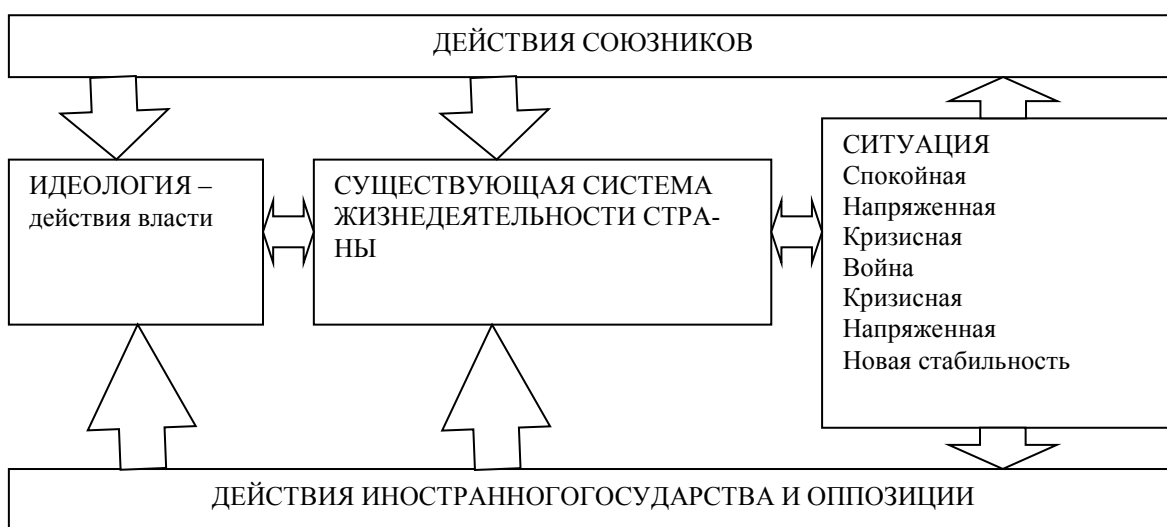 ДЕЙСТВИЯ СОЮЗНИКОВ
ИДЕОЛОГИЯ –
действия власти
СУЩЕСТВУЮЩАЯ СИСТЕМА
ЖИЗНЕДЕЯТЕЛЬНОСТИ СТРА-
НЫ
СИТУАЦИЯ
Спокойная
Напряженная
Кризисная
Война
Кризисная
Напряженная
Новая стабильность
ДЕЙСТВИЯ ИНОСТРАННОГОГОСУДАРСТВА И ОППОЗИЦИИ